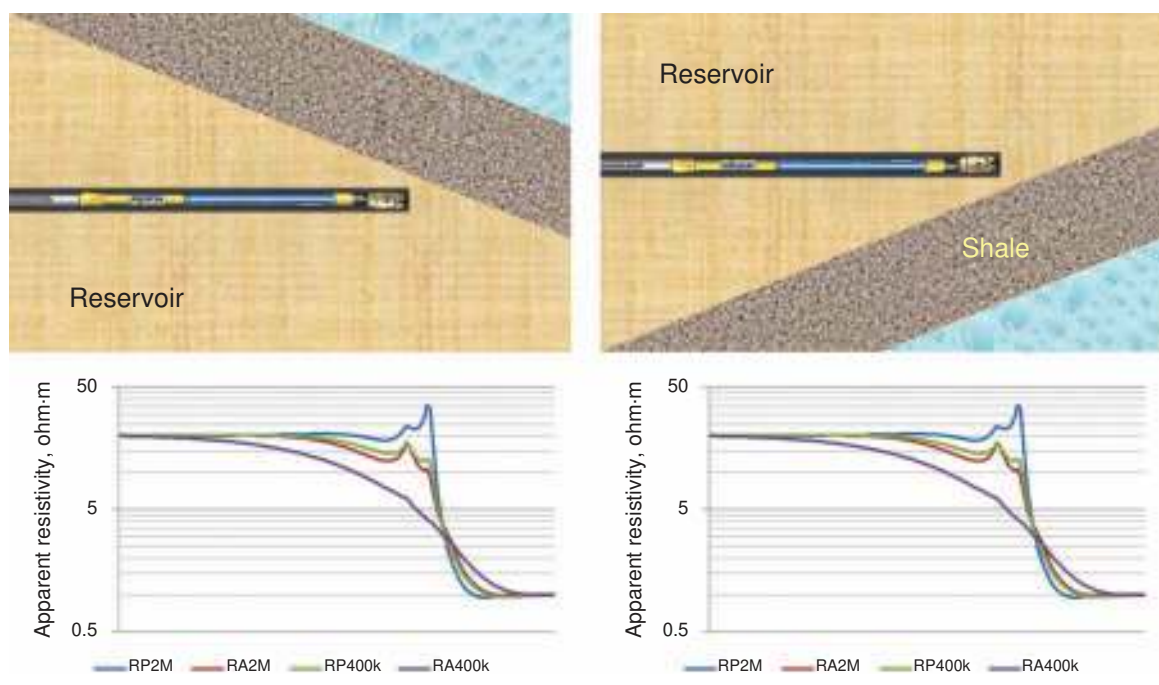 Reservoir
Reservoir
Shale
Apparent resistivity, ohm·m
50
5
0.5
RP2M RA2M RP400k RA400k
Apparent resistivity, ohm·m
50
5
0.5
RP2M RA2M RP400k RA400k